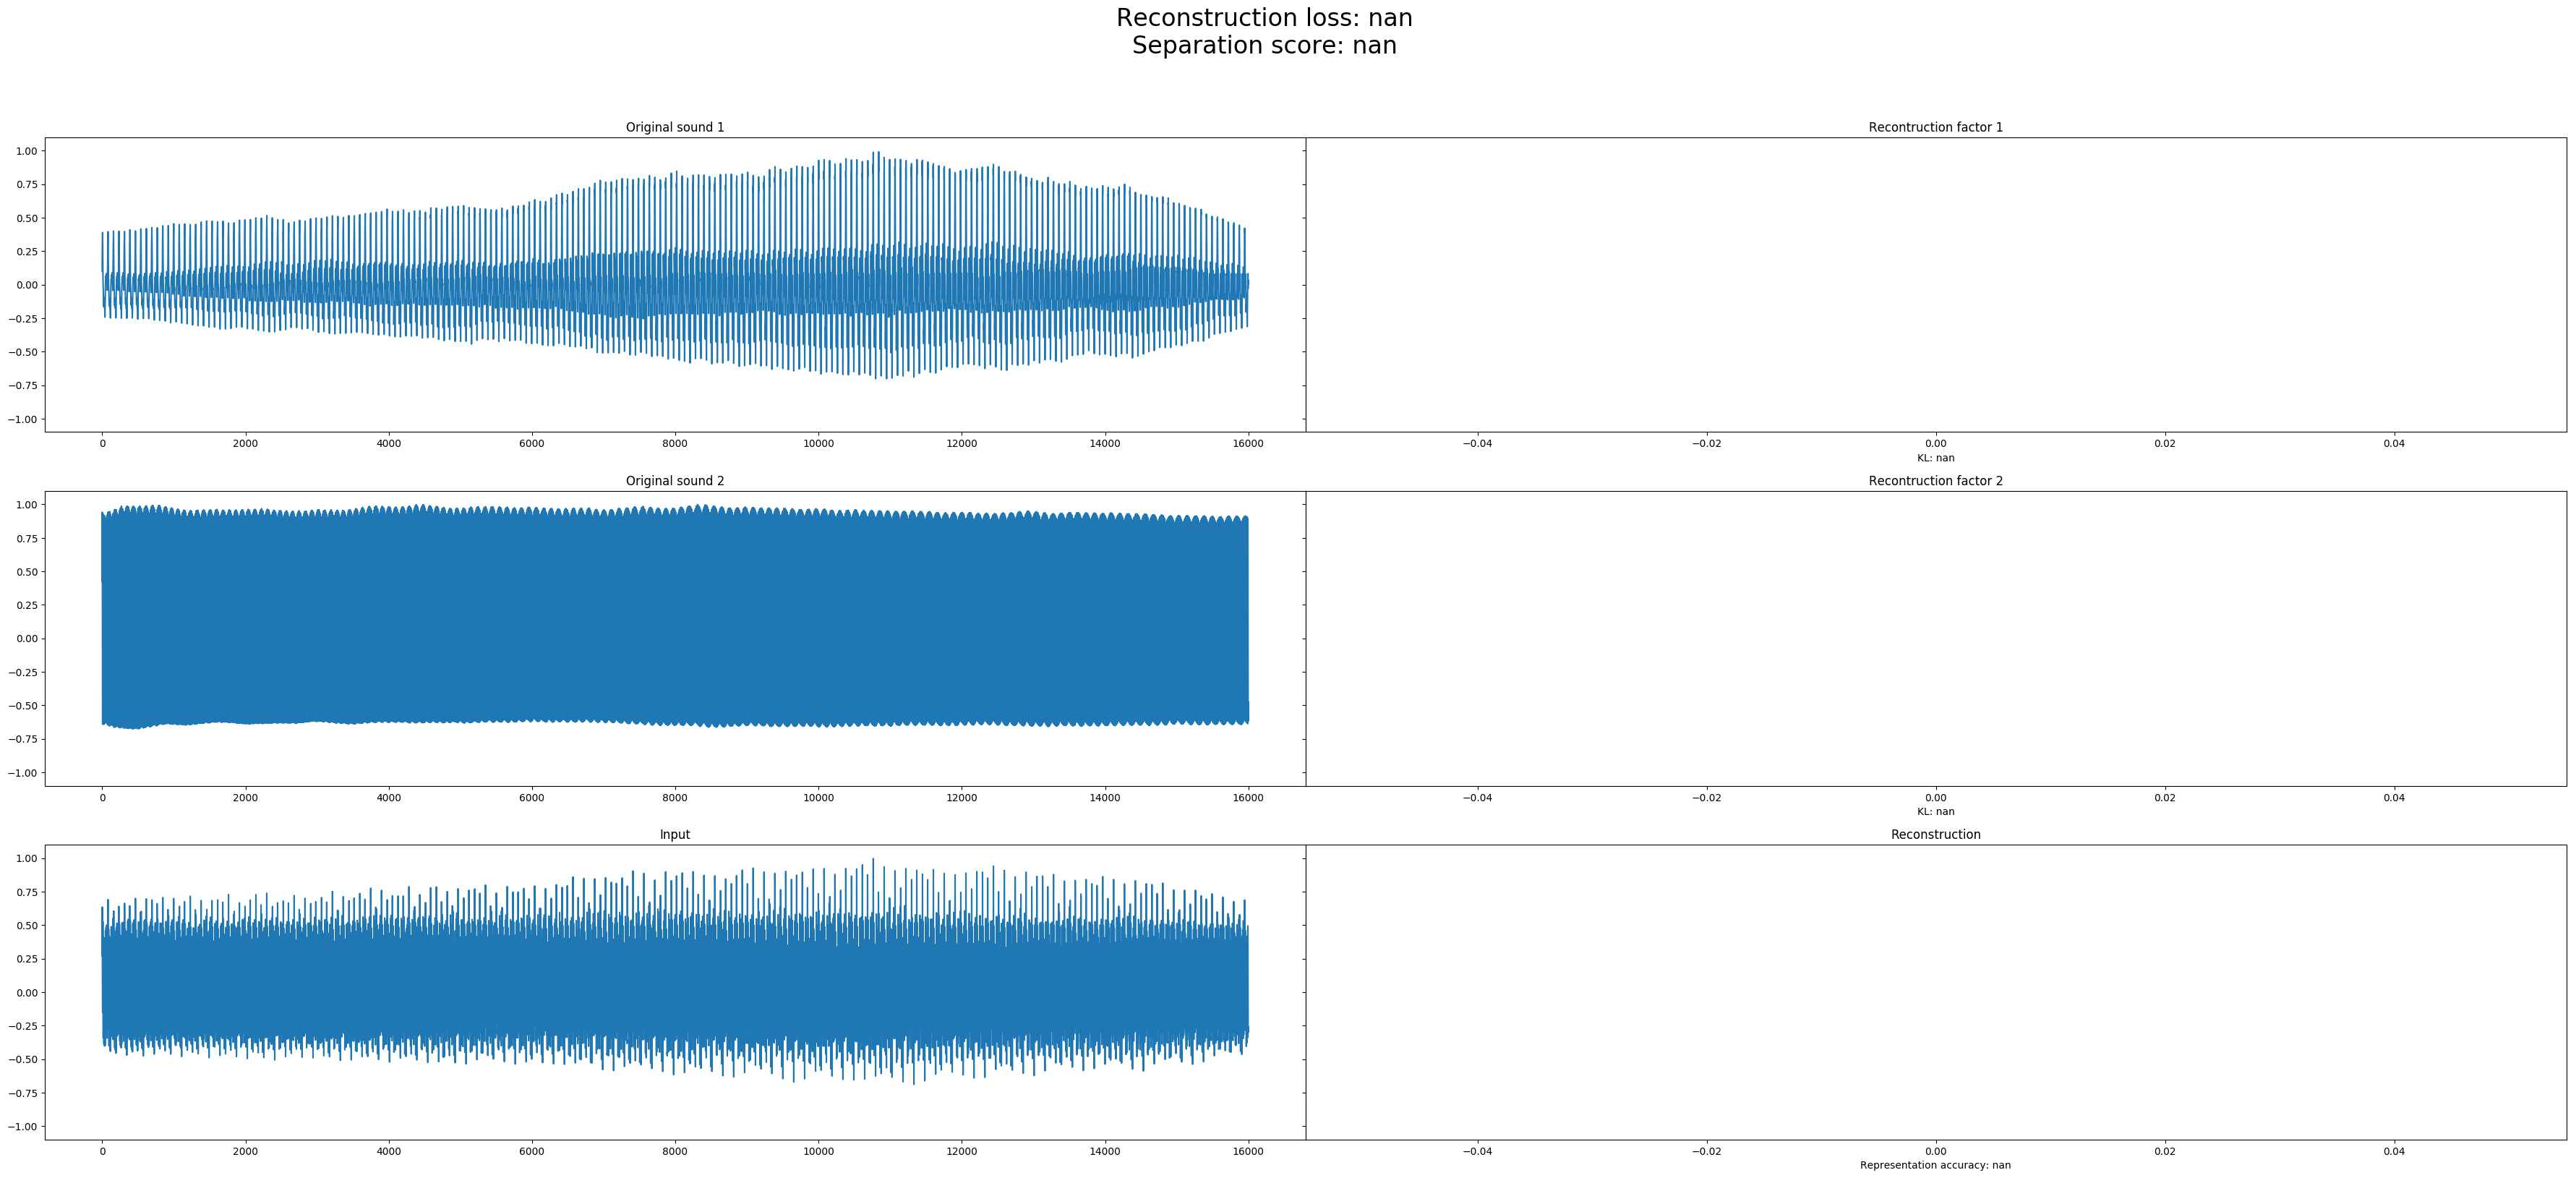 Reconstruction loss: nan
Separation score: nan
Original sound 1
Recontruction factor 1
1.00
0.75
0.50
0.25
0.00
−0.25
−0.50
−0.75
−1.00
0 2000 4000 6000 8000 10000 12000 14000 16000
−0.04 −0.02 0.00 0.02 0.04
KL: nan
Original sound 2
Recontruction factor 2
1.00
0.75
0.50
0.25
0.00
−0.25
−0.50
−0.75
−1.00
0 2000 4000 6000 8000 10000 12000 14000 16000
−0.04 −0.02 0.00 0.02 0.04
KL: nan
Input
Reconstruction
1.00
0.75
0.50
0.25
0.00
−0.25
−0.50
−0.75
−1.00
0 2000 4000 6000 8000 10000 12000 14000 16000
−0.04 −0.02 0.00 0.02 0.04
Representation accuracy: nan